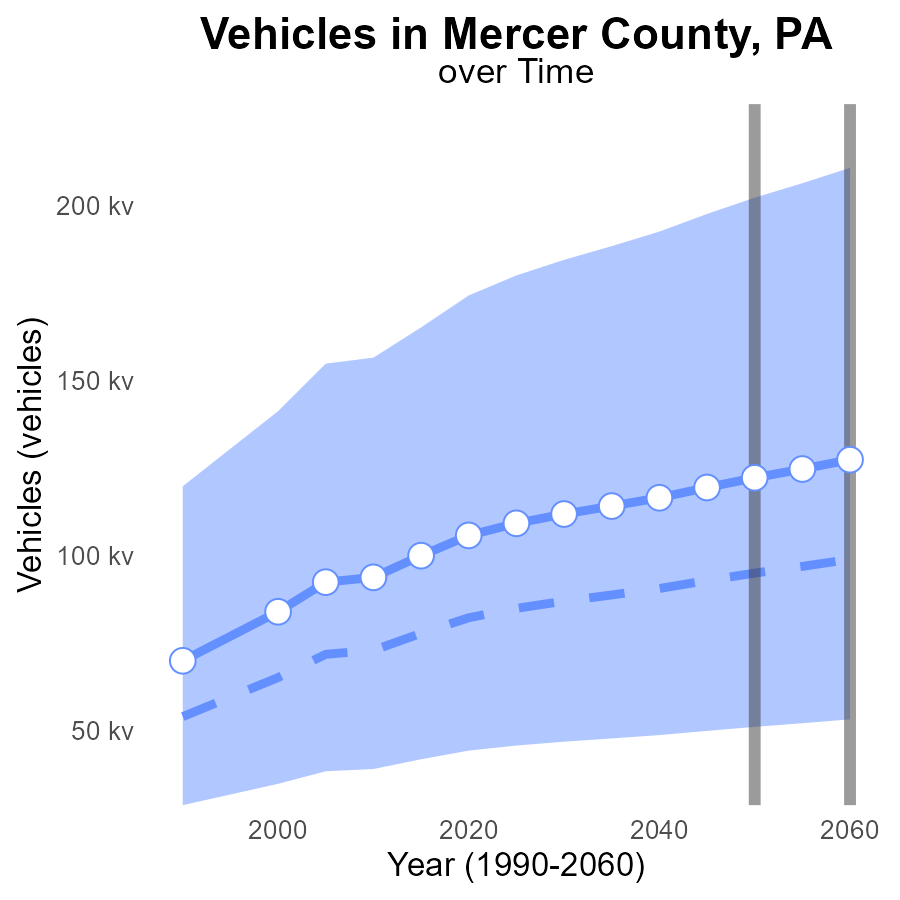 Vehicles in Mercer County, PA
over Time
Vehicles (vehicles)
200 kv
150 kv
100 kv
50 kv
2000 2020 2040 2060
Year (1990-2060)